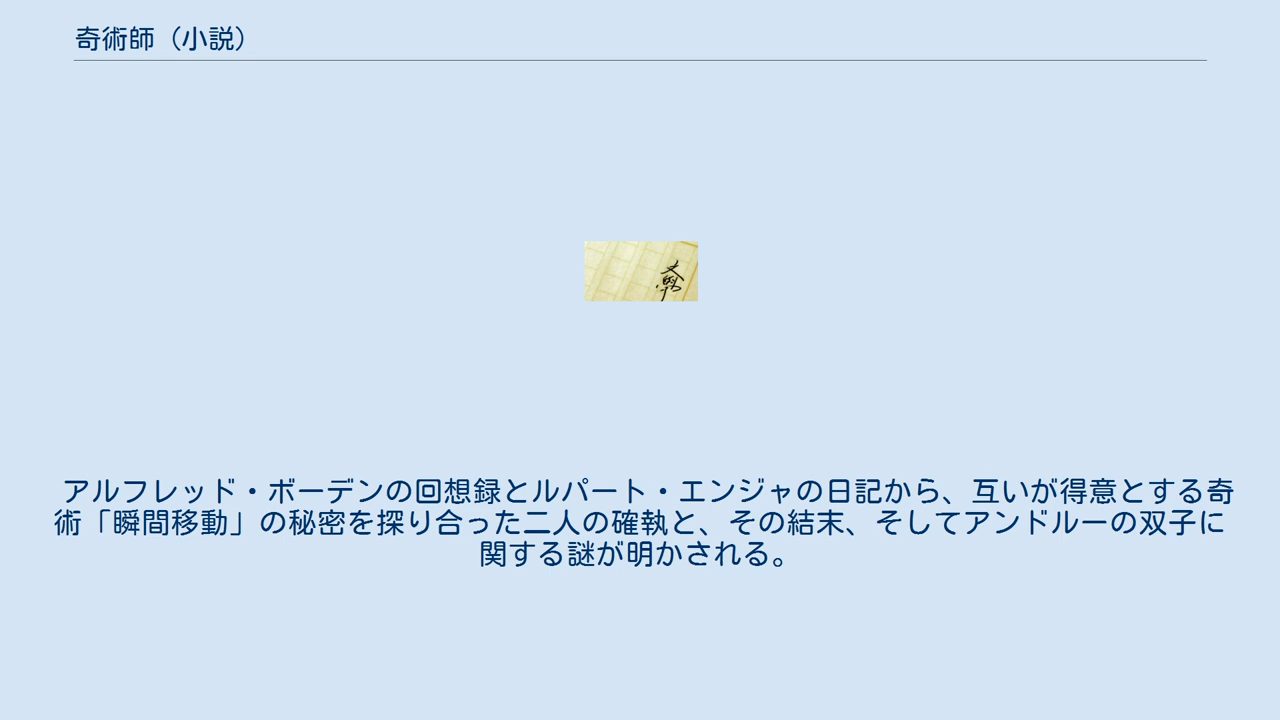 奇術師（小説）
アルフレッド・ボーデンの回想録とルパート・エンジャの日記から、互いが得意とする奇
術「瞬間移動」の秘密を探り合った二人の確執と、その結末、そしてアンドルーの双子に
関する謎が明かされる。